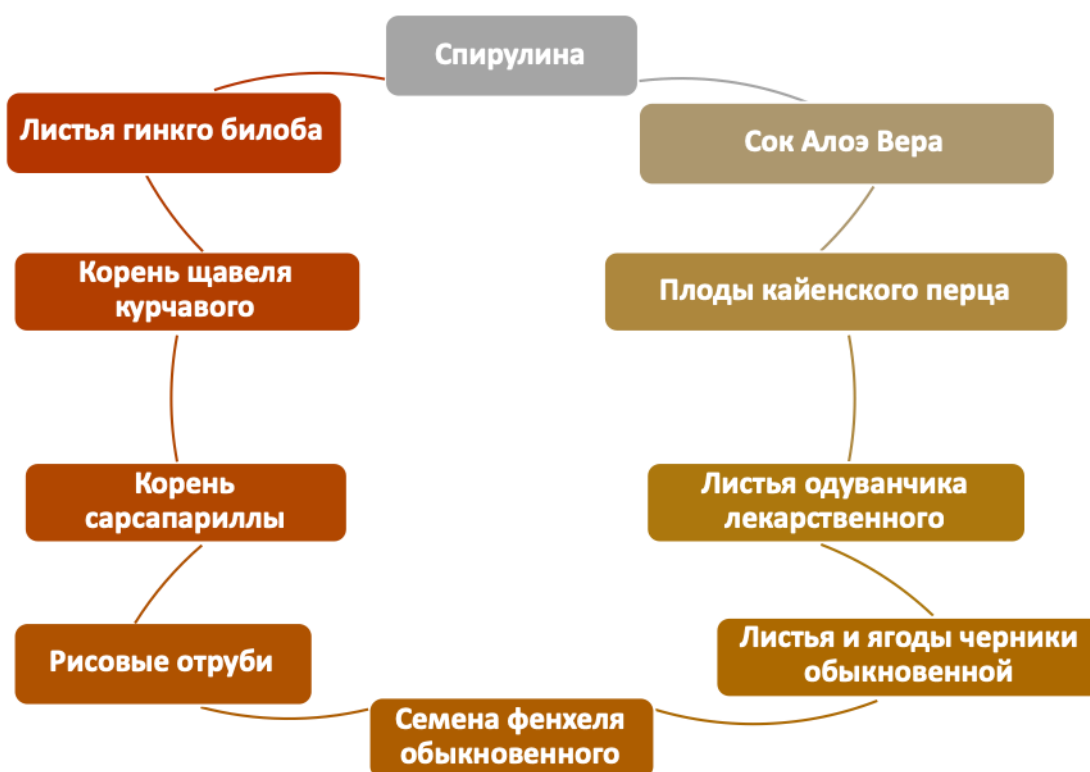 Спирулина
Листья гинкго билоба
Сок Алоэ Вера
Корень щавеля
курчавого
Плоды кайенского перца
Корень
сарсапариллы
Листья одуванчика
лекарственного
Рисовые отруби
Листья и ягоды черники
обыкновенной
Семена фенхеля
обыкновенного